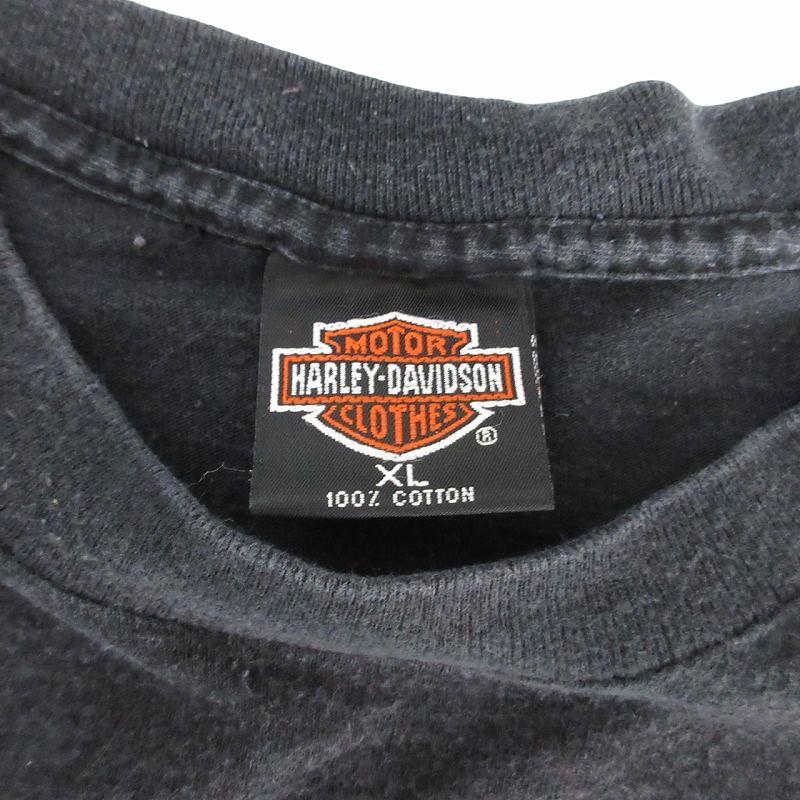 MOTOR
HARLEY-DAVIDSON
CLOTHES
®
XL
100% COTTON